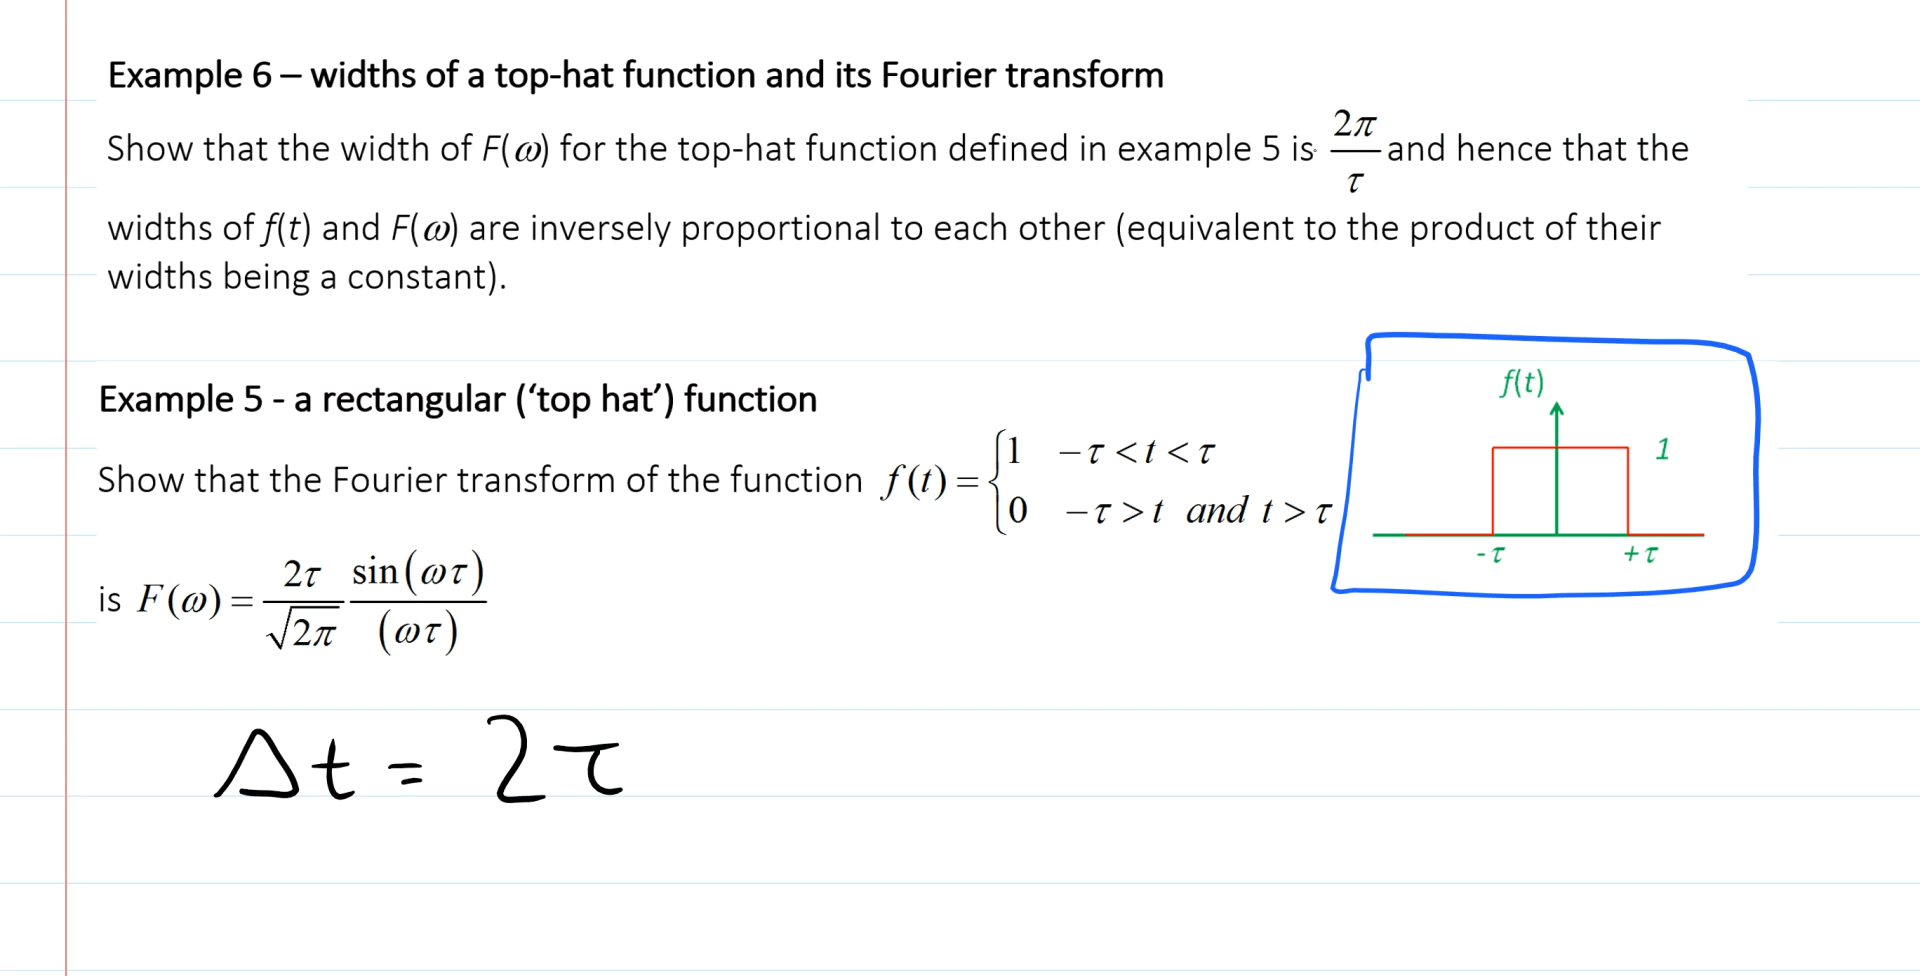 Example 6 – widths of a top-hat function and its Fourier transform
Show that the width of F(ω) for the top-hat function defined in example 5 is 2π/τ and hence that the
widths of f(t) and F(ω) are inversely proportional to each other (equivalent to the product of their
widths being a constant).
Example 5 - a rectangular (‘top hat’) function
Show that the Fourier transform of the function f(t) = { 1 −τ < t < τ
0 −τ > t and t > τ
is F(ω) = 2τ/√2π sin(ωτ)/(ωτ)
f(t)
1
-τ +τ
Δt = 2τ